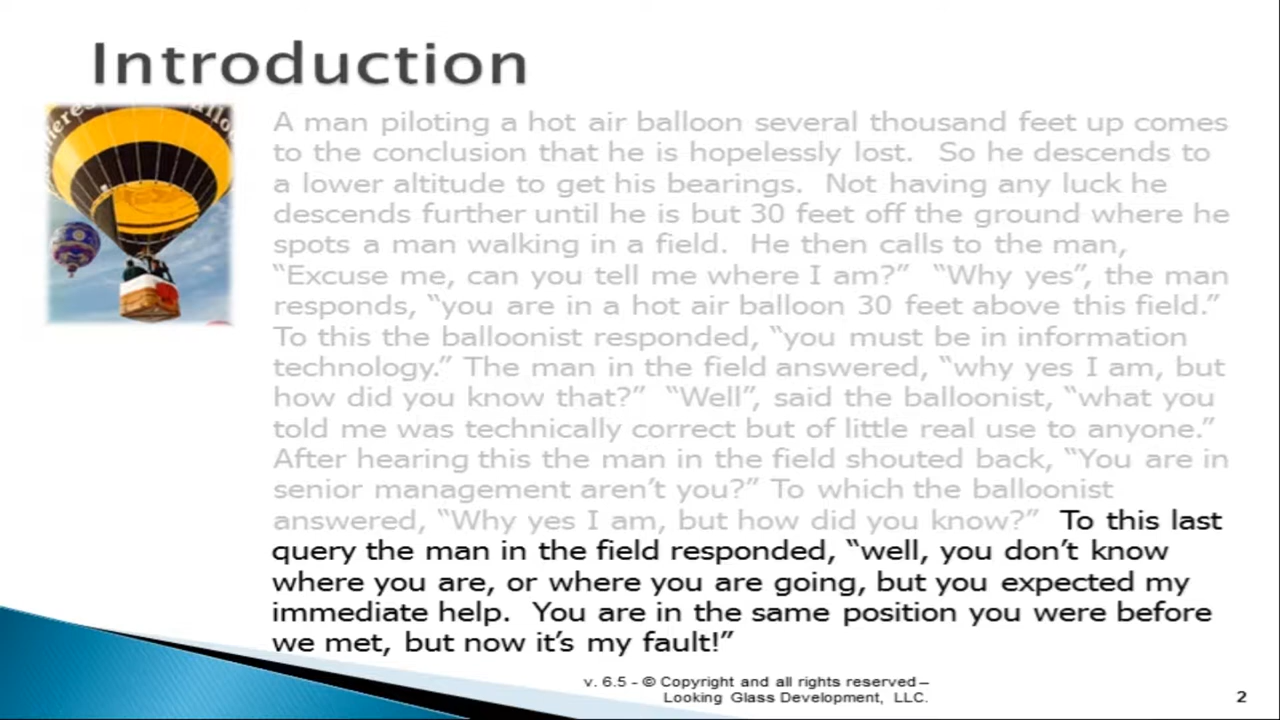 Introduction
A man piloting a hot air balloon several thousand feet up comes
to the conclusion that he is hopelessly lost.  So he descends to
a lower altitude to get his bearings.  Not having any luck he
descends further until he is but 30 feet off the ground where he
spots a man walking in a field.  He then calls to the man,
“Excuse me, can you tell me where I am?”  “Why yes”, the man
responds, “you are in a hot air balloon 30 feet above this field.”
To this the balloonist responded, “you must be in information
technology.” The man in the field answered, “why yes I am, but
how did you know that?”  “Well”, said the balloonist, “what you
told me was technically correct but of little real use to anyone.”
After hearing this the man in the field shouted back, “You are in
senior management aren’t you?” To which the balloonist
answered, “Why yes I am, but how did you know?”  To this last
query the man in the field responded, “well, you don’t know
where you are, or where you are going, but you expected my
immediate help.  You are in the same position you were before
we met, but now it’s my fault!”
v. 6.5 - © Copyright and all rights reserved –
Looking Glass Development, LLC.
2